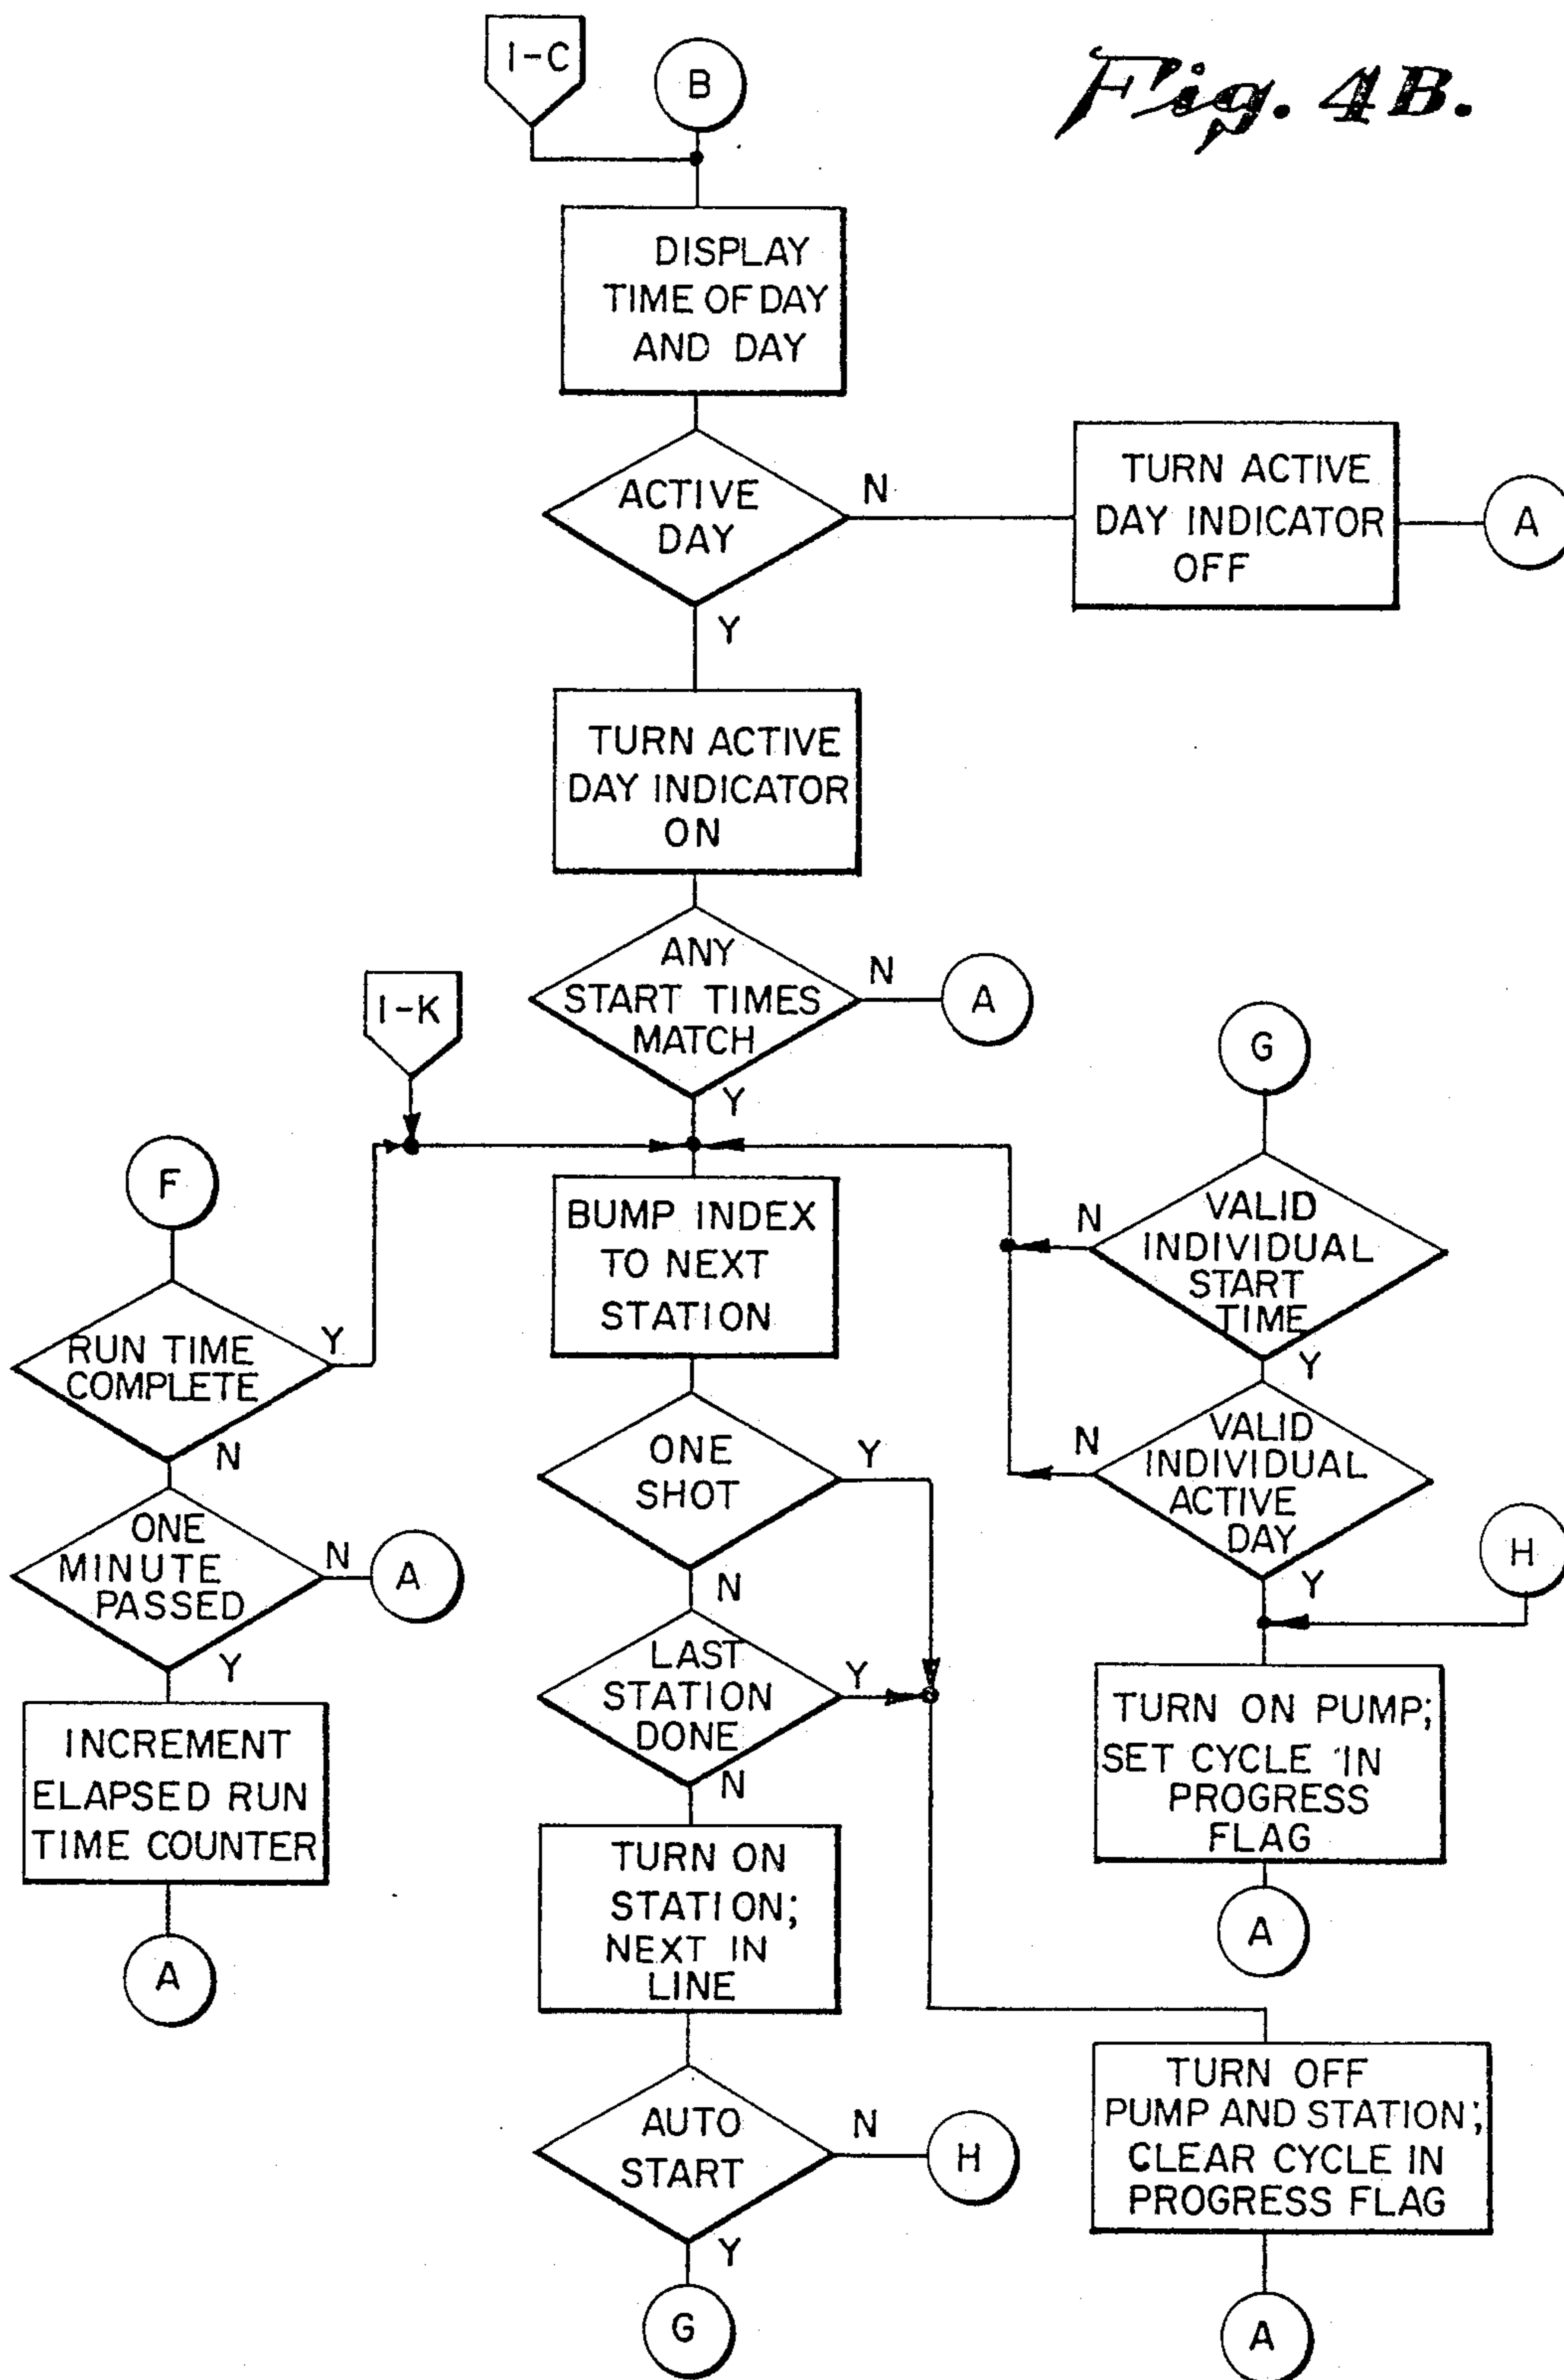 Fig. 4B.
I-C
B
DISPLAY
TIME OF DAY
AND DAY
ACTIVE
DAY
N
Y
TURN ACTIVE
DAY INDICATOR
OFF
A
TURN ACTIVE
DAY INDICATOR
ON
ANY
START TIMES
MATCH
N
A
Y
I-K
F
RUN TIME
COMPLETE
Y
N
ONE
MINUTE
PASSED
N
A
Y
INCREMENT
ELAPSED RUN
TIME COUNTER
A
BUMP INDEX
TO NEXT
STATION
ONE
SHOT
Y
N
LAST
STATION
DONE
Y
N
TURN ON
STATION;
NEXT IN
LINE
AUTO
START
N
H
Y
G
G
VALID
INDIVIDUAL
START
TIME
N
Y
VALID
INDIVIDUAL
ACTIVE
DAY
N
Y
H
TURN ON PUMP;
SET CYCLE IN
PROGRESS
FLAG
A
TURN OFF
PUMP AND STATION;
CLEAR CYCLE IN
PROGRESS FLAG
A